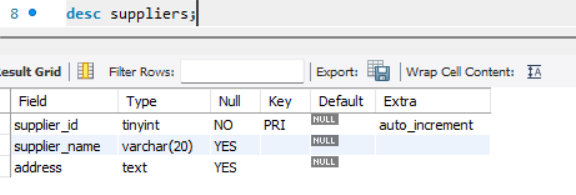 8 desc suppliers;
esult Grid Filter Rows: Export: Wrap Cell Content:
Field Type Null Key Default Extra
supplier_id tinyint NO PRI NULL auto_increment
supplier_name varchar(20) YES NULL
address text YES NULL